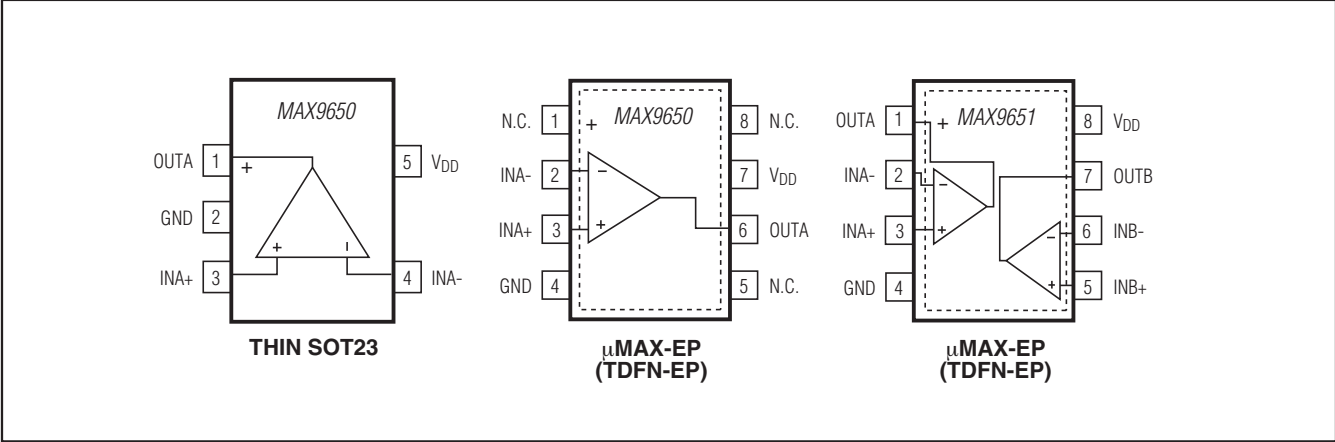 MAX9650
OUTA 1 + 5 VDD
GND 2
INA+ 3 + − 4 INA-
THIN SOT23
MAX9650
N.C. 1 + 8 N.C.
INA- 2 − 7 VDD
INA+ 3 + 6 OUTA
GND 4 5 N.C.
μMAX-EP
(TDFN-EP)
MAX9651
OUTA 1 + 8 VDD
INA- 2 − 7 OUTB
INA+ 3 + − 6 INB-
GND 4 + 5 INB+
μMAX-EP
(TDFN-EP)